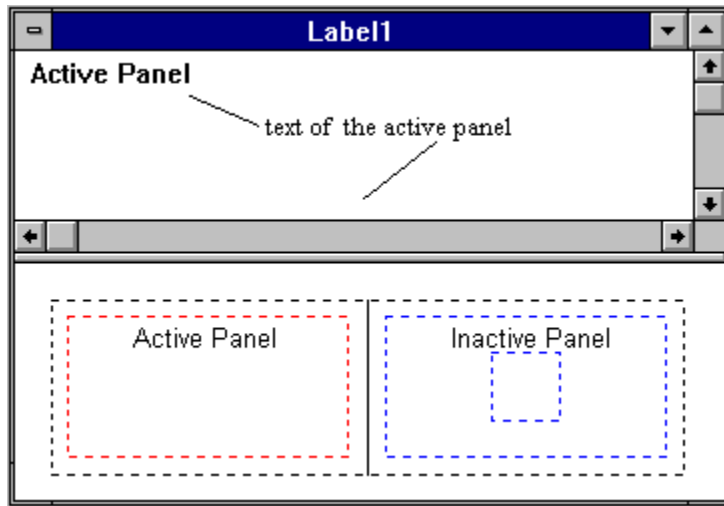 Label1
Active Panel
text of the active panel
Active Panel
Inactive Panel